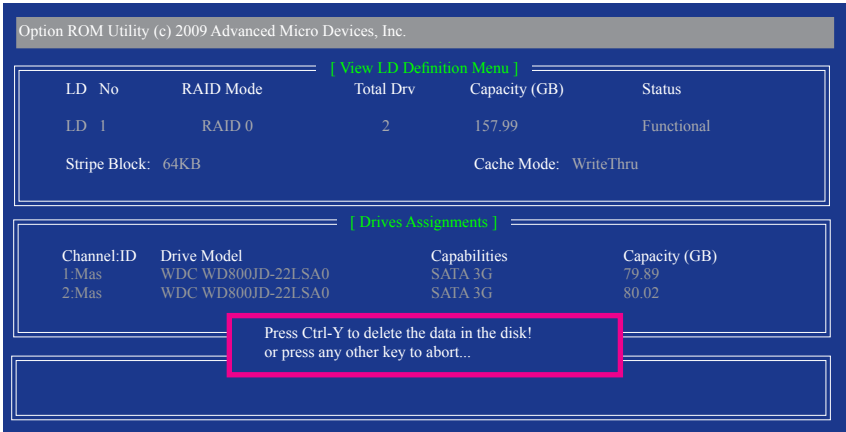 Option ROM Utility (c) 2009 Advanced Micro Devices, Inc.
[ View LD Definition Menu ]
LD No RAID Mode Total Drv Capacity (GB) Status
LD 1 RAID 0 2 157.99 Functional
Stripe Block: 64KB Cache Mode: WriteThru
[ Drives Assignments ]
Channel:ID Drive Model Capabilities Capacity (GB)
1:Mas WDC WD800JD-22LSA0 SATA 3G 79.89
2:Mas WDC WD800JD-22LSA0 SATA 3G 80.02
Press Ctrl-Y to delete the data in the disk!
or press any other key to abort...